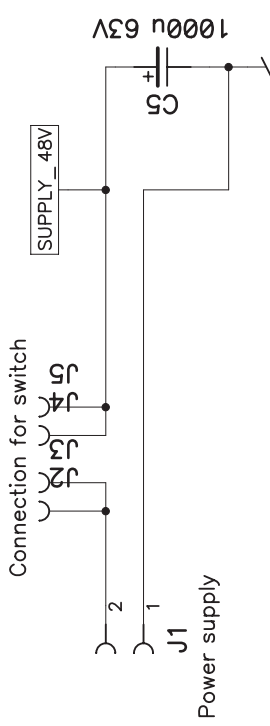 1000u 63V
C5
+
SUPPLY_48V
Connection for switch
J5
J4
J3
J2
2
1
J1
Power supply